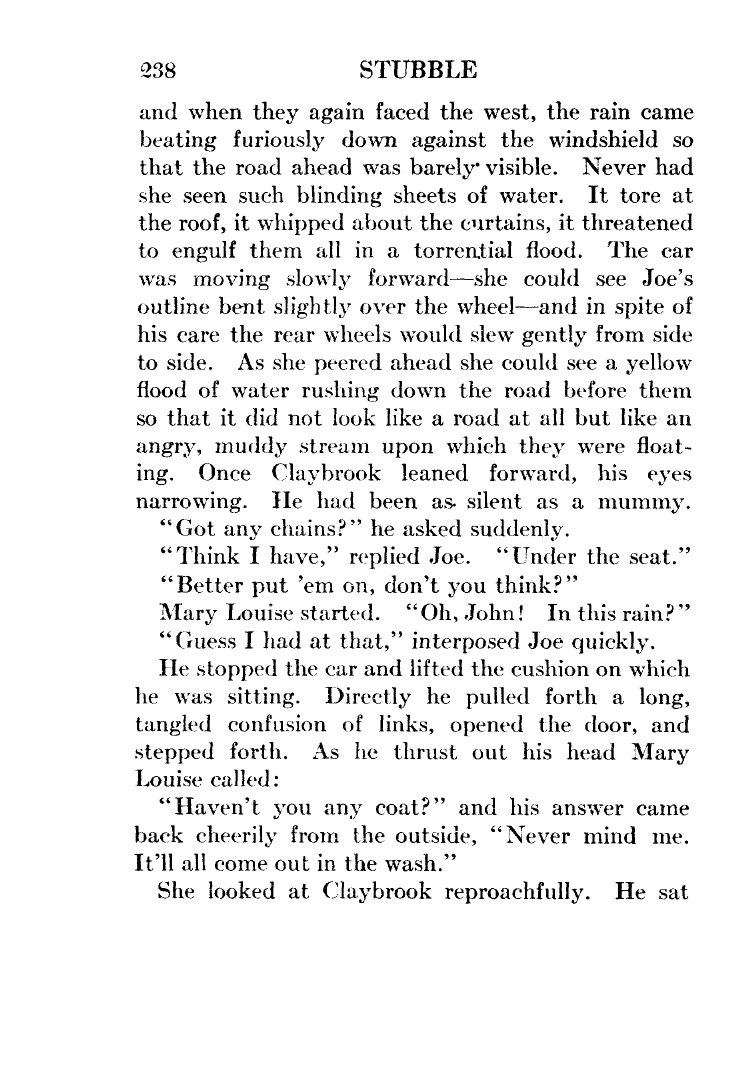 238 STUBBLE
and when they again faced the west, the rain came
beating furiously down against the windshield so
that the road ahead was barely visible. Never had
she seen such blinding sheets of water. It tore at
the roof, it whipped about the curtains, it threatened
to engulf them all in a torrential flood. The car
was moving slowly forward—she could see Joe's
outline bent slightly over the wheel—and in spite of
his care the rear wheels would slew gently from side
to side. As she peered ahead she could see a yellow
flood of water rushing down the road before them
so that it did not look like a road at all but like an
angry, muddy stream upon which they were float-
ing. Once Claybrook leaned forward, his eyes
narrowing. He had been as silent as a mummy.
“Got any chains?” he asked suddenly.
“Think I have,” replied Joe. “Under the seat.”
“Better put ’em on, don’t you think?”
Mary Louise started. “Oh, John! In this rain?”
“Guess I had at that,” interposed Joe quickly.
He stopped the car and lifted the cushion on which
he was sitting. Directly he pulled forth a long,
tangled confusion of links, opened the door, and
stepped forth. As he thrust out his head Mary
Louise called:
“Haven’t you any coat?” and his answer came
back cheerily from the outside, “Never mind me.
It’ll all come out in the wash.”
She looked at Claybrook reproachfully. He sat